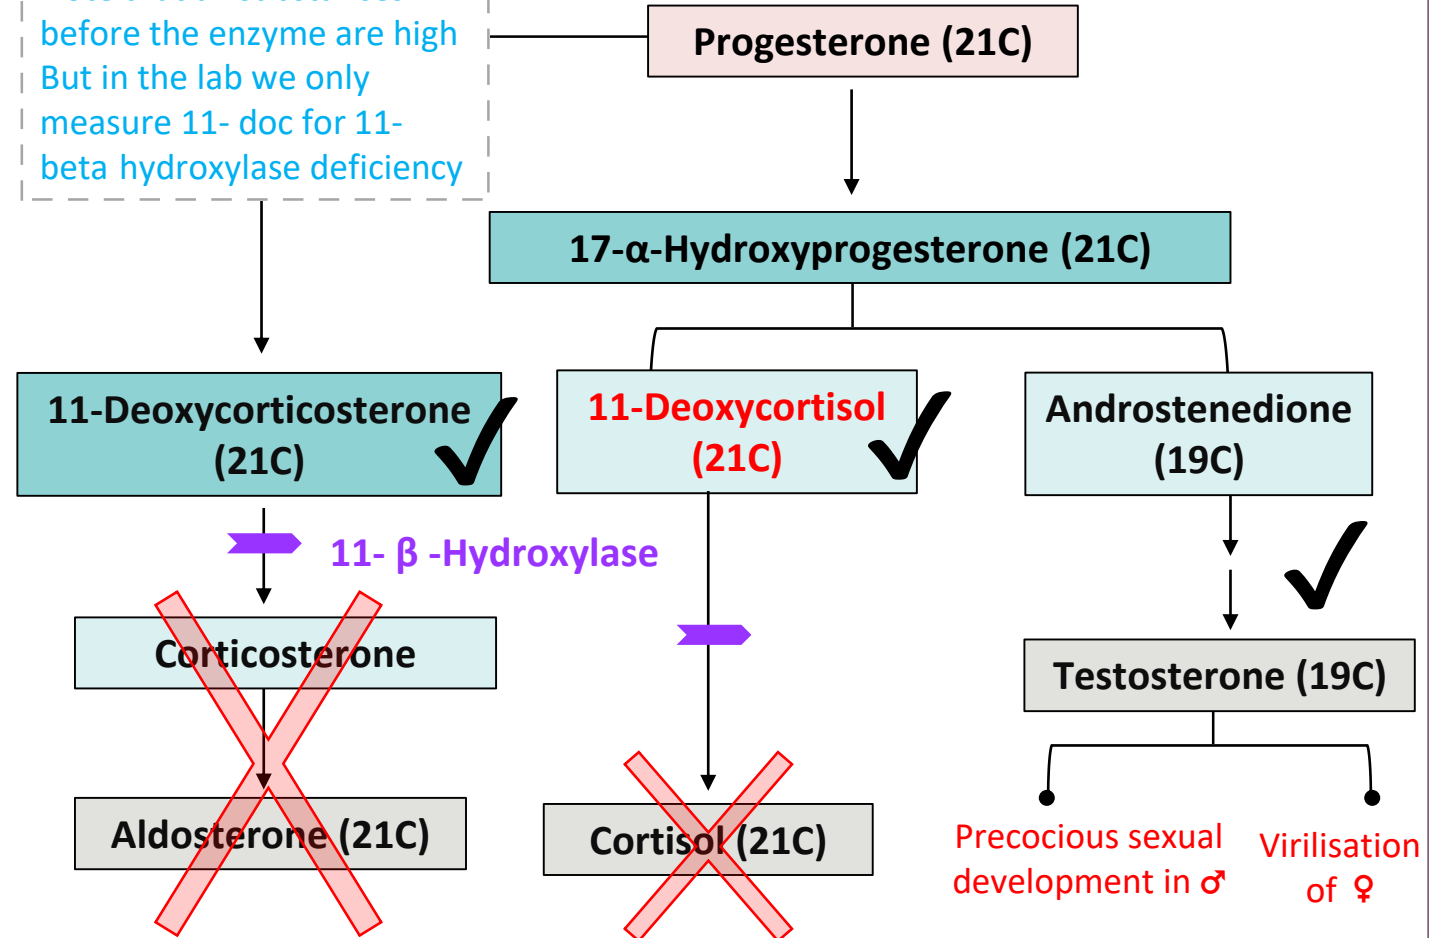 before the enzyme are high
But in the lab we only
measure 11- doc for 11-
beta hydroxylase deficiency
Progesterone (21C)
17-α-Hydroxyprogesterone (21C)
11-Deoxycorticosterone
(21C)
11-Deoxycortisol
(21C)
Androstenedione
(19C)
11- β -Hydroxylase
Corticosterone
Testosterone (19C)
Aldosterone (21C)
Cortisol (21C)
Precocious sexual
development in ♂
Virilisation
of ♀